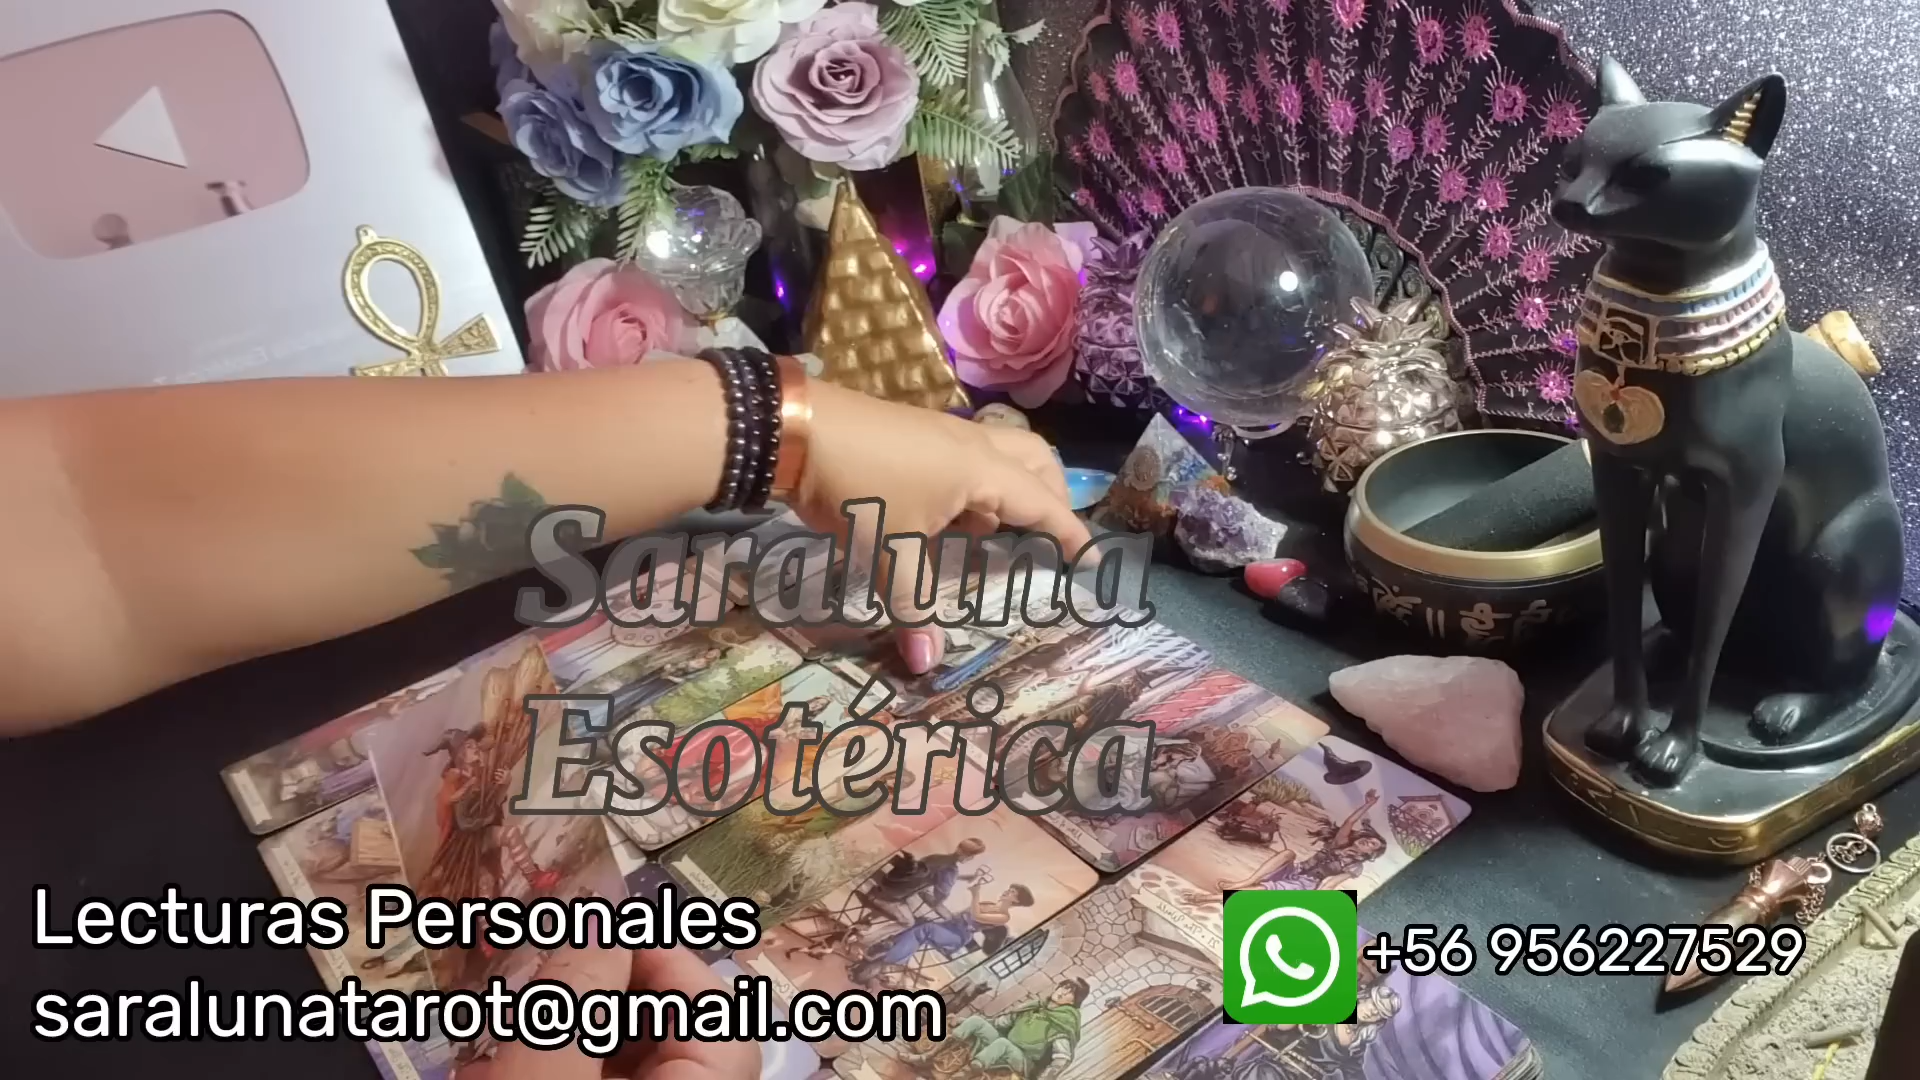 Saraluna
Esotérica
Lecturas Personales
saralunatarot@gmail.com
+56 956227529